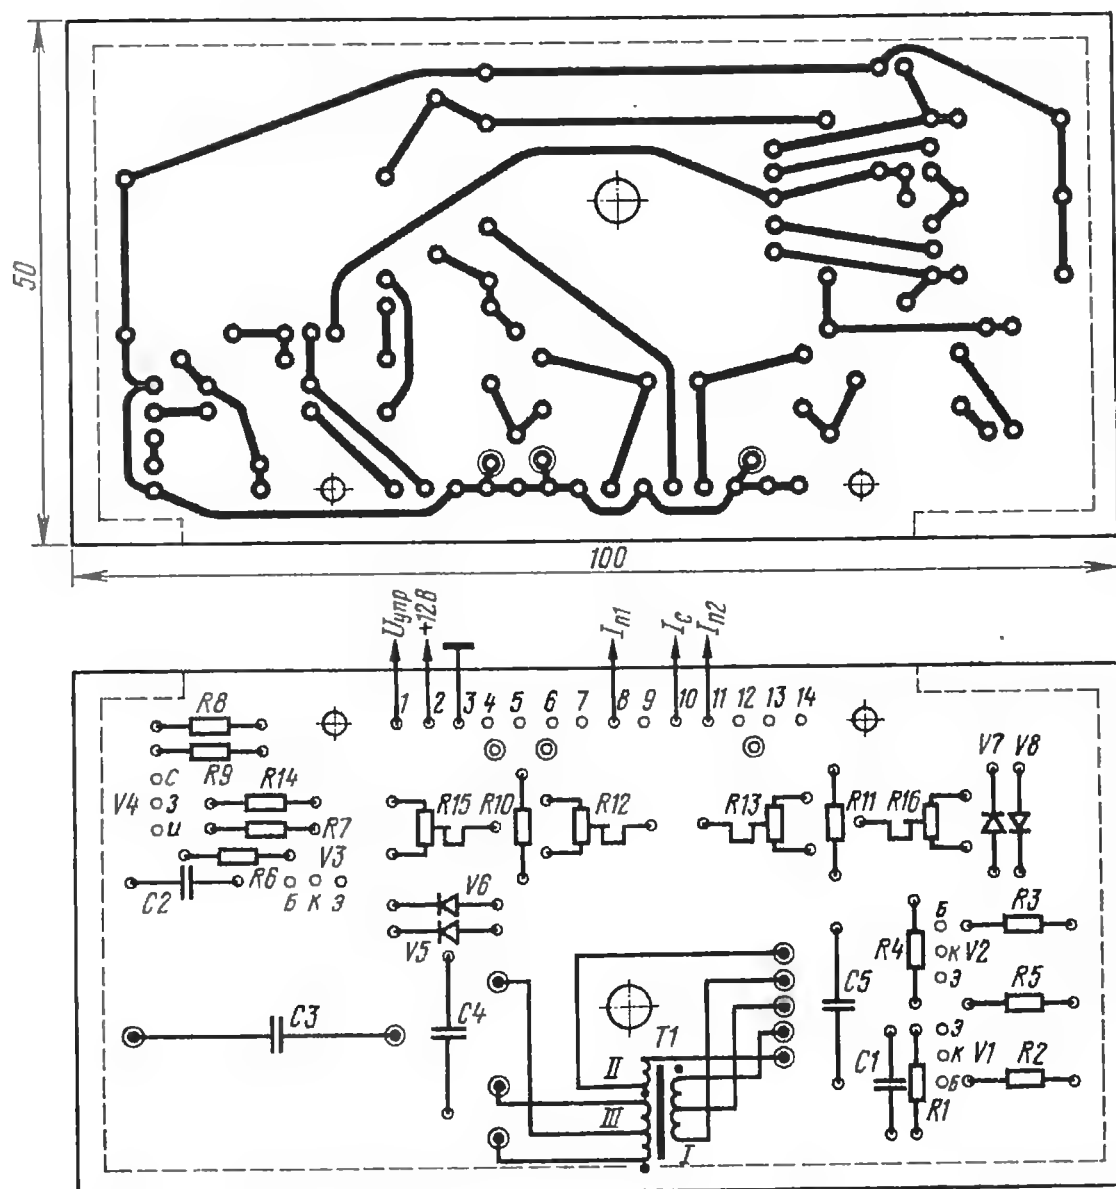 50
100
Uупр
+12В
Iп1
Iс
Iп2
1 2 3 4 5 6 7 8 9 10 11 12 13 14
R8
R9
C
V4 З
И
R14
R7
R6
V3
Б К Э
C2
R15
R10
R12
R13
R11
R16
V7 V8
V6
V5
C3
C4
T1
II
III
I
C5
R4
Б
К V2
Э
R3
R5
Э
К V1
Б
R2
C1
R1